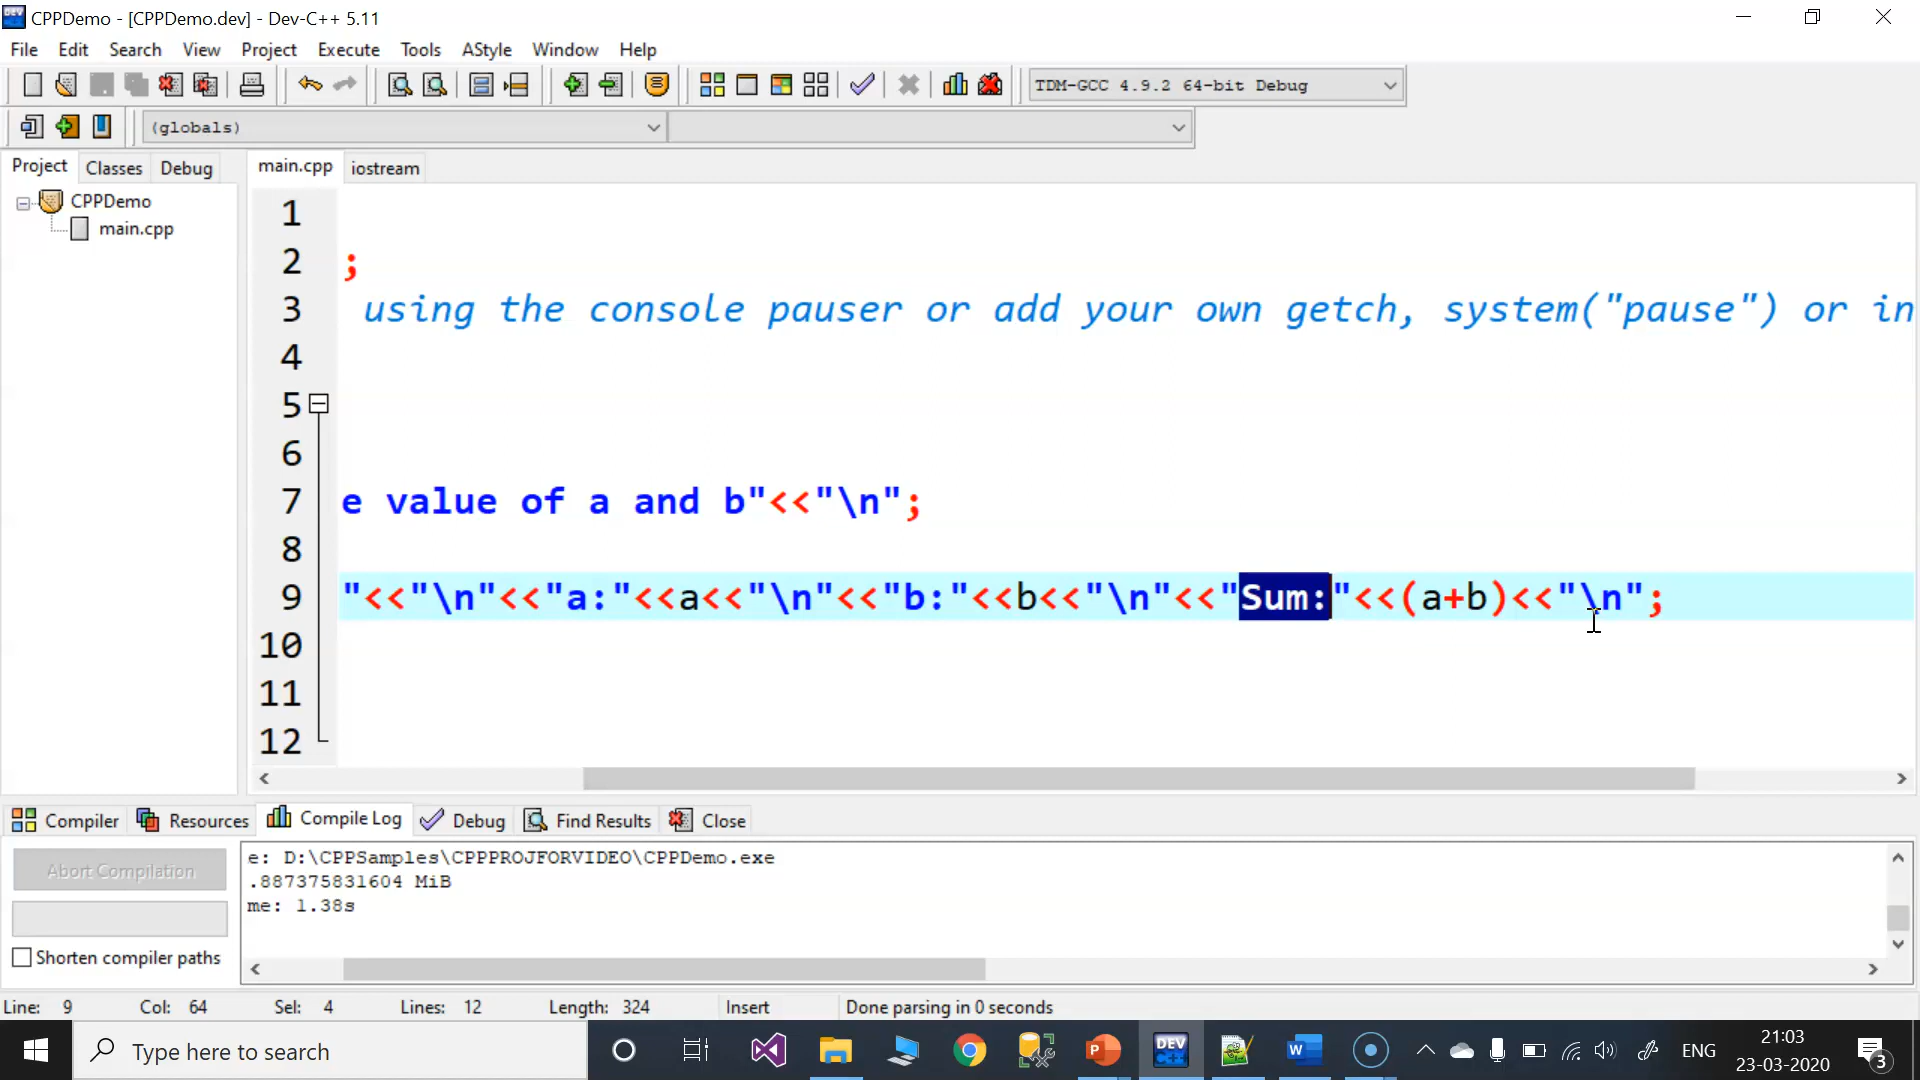 CPPDemo - [CPPDemo.dev] - Dev-C++ 5.11
File Edit Search View Project Execute Tools AStyle Window Help
TDM-GCC 4.9.2 64-bit Debug
(globals)
Project Classes Debug
main.cpp iostream
CPPDemo
main.cpp
1
2 ;
3 using the console pauser or add your own getch, system("pause") or in
4
5
6
7 e value of a and b"<<"\n";
8
9 "<<"\n"<<"a:"<<a<<"\n"<<"b:"<<b<<"\n"<<"Sum:"<<(a+b)<<"\n";
10
11
12
Compiler Resources Compile Log Debug Find Results Close
Abort Compilation
Shorten compiler paths
e: D:\CPPSamples\CPPPROJFORVIDEO\CPPDemo.exe
.887375831604 MiB
me: 1.38s
Line: 9 Col: 64 Sel: 4 Lines: 12 Length: 324 Insert Done parsing in 0 seconds
Type here to search
P
DEV C++
W
ENG
21:03
23-03-2020
3